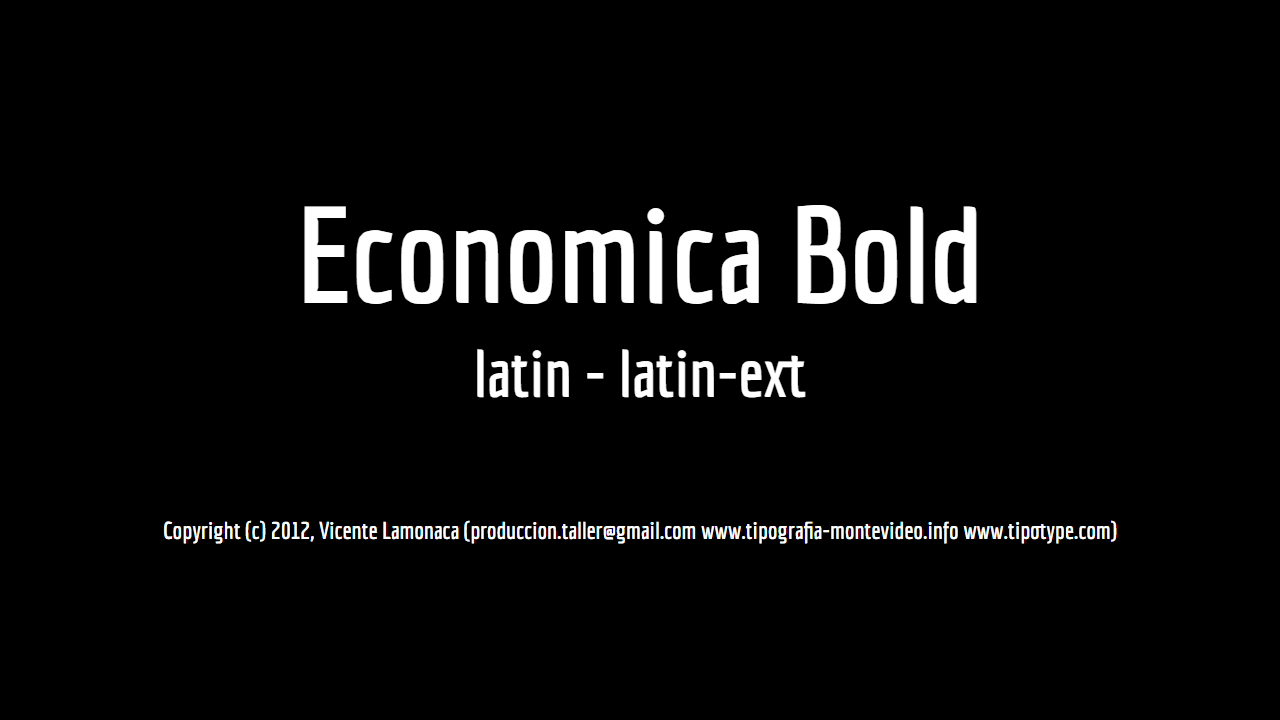 Economica Bold
latin - latin-ext
Copyright (c) 2012, Vicente Lamonaca (produccion.taller@gmail.com www.tipografia-montevideo.info www.tipotype.com)